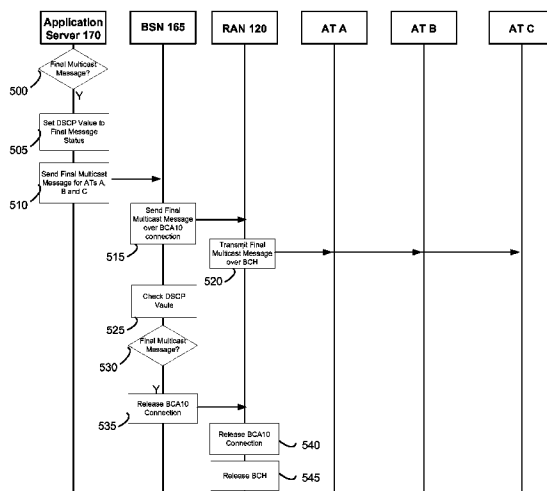 Application
Server 170
BSN 165
RAN 120
AT A
AT B
AT C
Final Multicast
Message?
500
Y
Set DSCP Value to
Final Message
Status
505
Send Final Multicast
Message for ATs A,
B and C
510
Send Final
Multicast Message
over BCA10
connection
515
Transmit Final
Multicast Message
over BCH
520
Check DSCP
Vaule
525
Final Multicast
Message?
530
Y
Release BCA10
Connection
535
Release BCA10
Connection
540
Release BCH
545